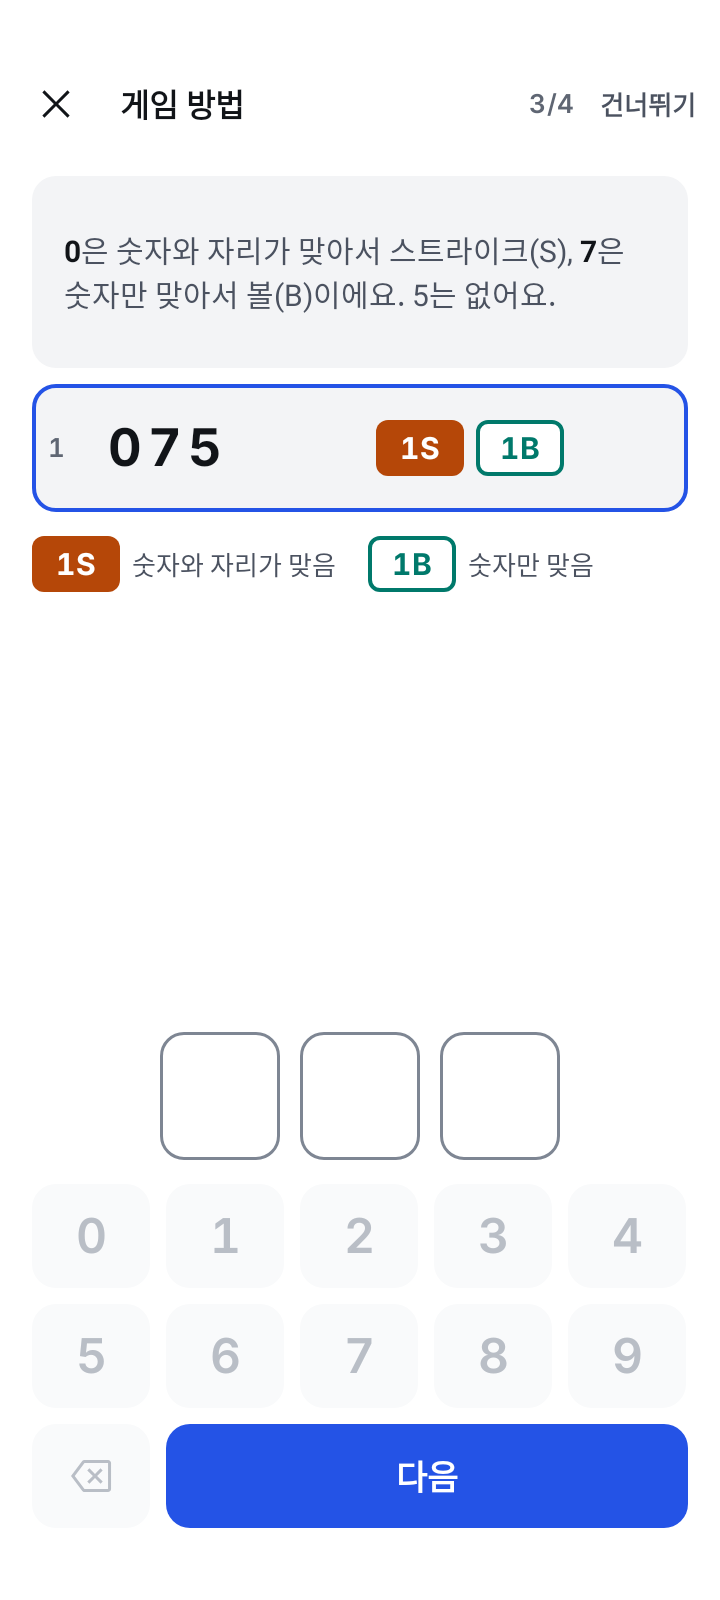 게임 방법
3/4 건너뛰기
0은 숫자와 자리가 맞아서 스트라이크(S), 7은
숫자만 맞아서 볼(B)이에요. 5는 없어요.
1 075 1S 1B
1S 숫자와 자리가 맞음 1B 숫자만 맞음
0 1 2 3 4
5 6 7 8 9
다음